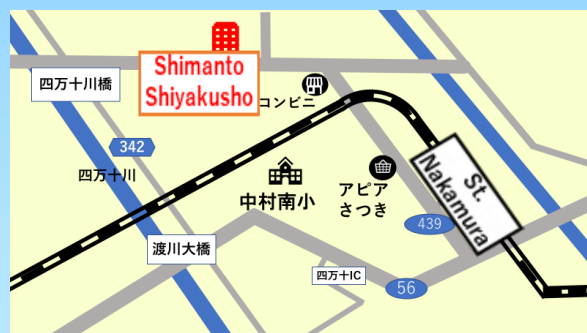 Shimanto
Shiyakusho
四万十川橋
コンビニ
342
四万十川
中村南小
アピア
さつき
St.
Nakamura
439
渡川大橋
四万十IC
56